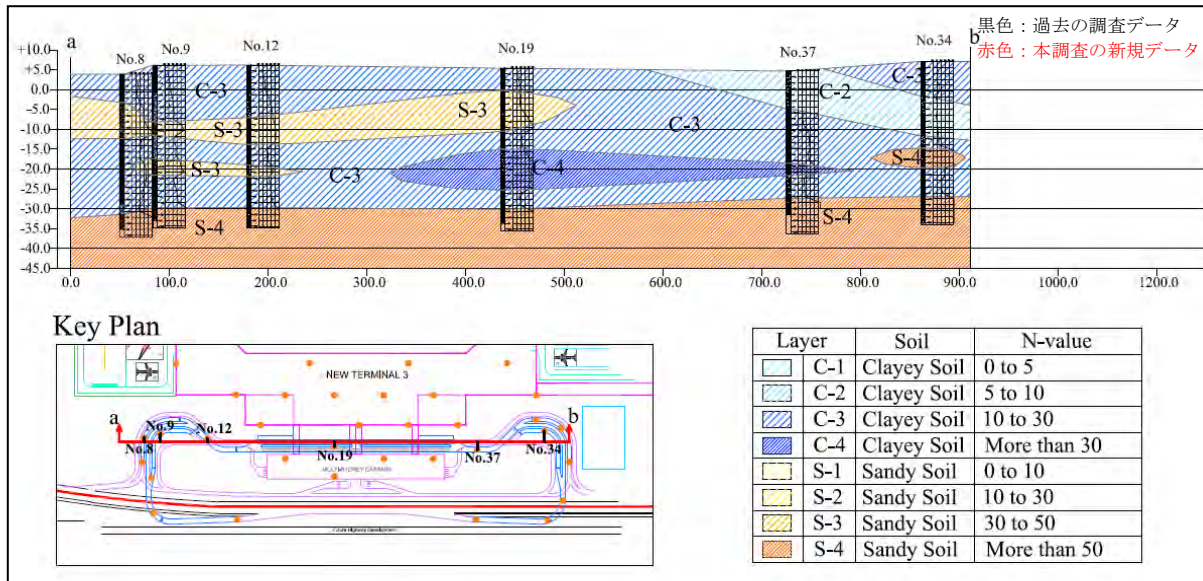 黒色：過去の調査データ
赤色：本調査の新規データ
a
b
No.8
No.9
No.12
No.19
No.37
No.34
+10.0
+5.0
0.0
-5.0
-10.0
-15.0
-20.0
-25.0
-30.0
-35.0
-40.0
-45.0
C-3
S-3
S-3
C-3
S-4
S-3
C-4
C-3
C-2
C-3
S-4
S-4
0.0 100.0 200.0 300.0 400.0 500.0 600.0 700.0 800.0 900.0 1000.0 1200.0
Key Plan
NEW TERMINAL 3
a
b
No.9
No.12
No.8
No.19
No.37
No.34
Future Highway Development
Layer Soil N-value
C-1 Clayey Soil 0 to 5
C-2 Clayey Soil 5 to 10
C-3 Clayey Soil 10 to 30
C-4 Clayey Soil More than 30
S-1 Sandy Soil 0 to 10
S-2 Sandy Soil 10 to 30
S-3 Sandy Soil 30 to 50
S-4 Sandy Soil More than 50